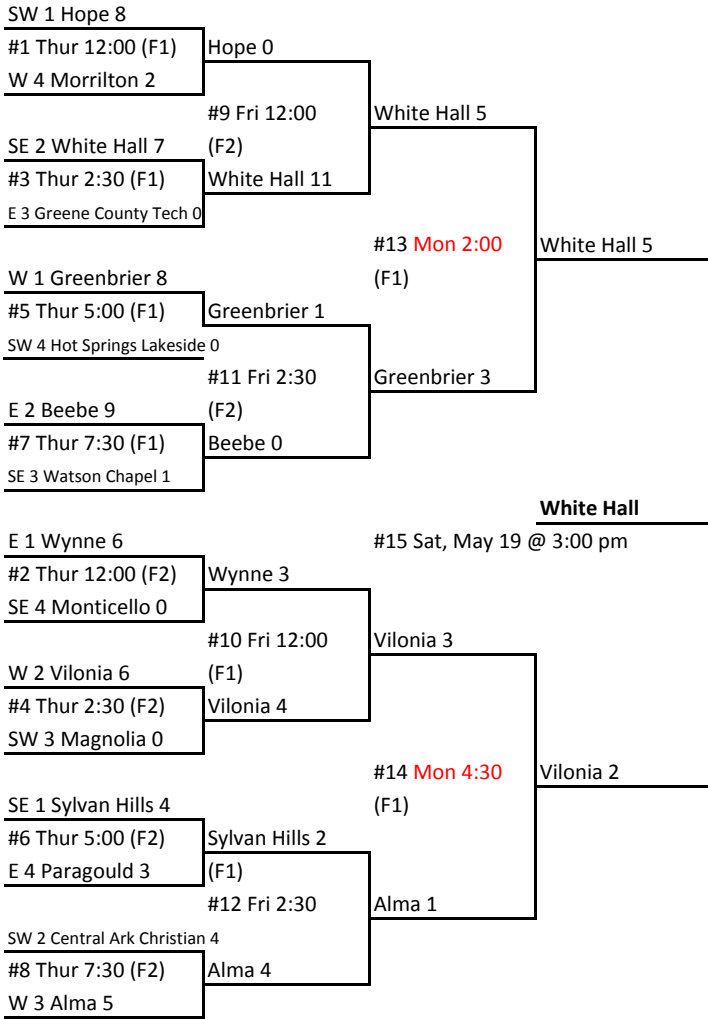 SW 1 Hope 8
#1 Thur 12:00 (F1)
Hope 0
W 4 Morrilton 2
#9 Fri 12:00
White Hall 5
SE 2 White Hall 7
(F2)
#3 Thur 2:30 (F1)
White Hall 11
E 3 Greene County Tech 0
#13 Mon 2:00
White Hall 5
W 1 Greenbrier 8
(F1)
#5 Thur 5:00 (F1)
Greenbrier 1
SW 4 Hot Springs Lakeside 0
#11 Fri 2:30
Greenbrier 3
E 2 Beebe 9
(F2)
#7 Thur 7:30 (F1)
Beebe 0
SE 3 Watson Chapel 1
White Hall
E 1 Wynne 6
#15 Sat, May 19 @ 3:00 pm
#2 Thur 12:00 (F2)
Wynne 3
SE 4 Monticello 0
#10 Fri 12:00
Vilonia 3
W 2 Vilonia 6
(F1)
#4 Thur 2:30 (F2)
Vilonia 4
SW 3 Magnolia 0
#14 Mon 4:30
Vilonia 2
SE 1 Sylvan Hills 4
(F1)
#6 Thur 5:00 (F2)
Sylvan Hills 2
E 4 Paragould 3
(F1)
#12 Fri 2:30
Alma 1
SW 2 Central Ark Christian 4
#8 Thur 7:30 (F2)
Alma 4
W 3 Alma 5